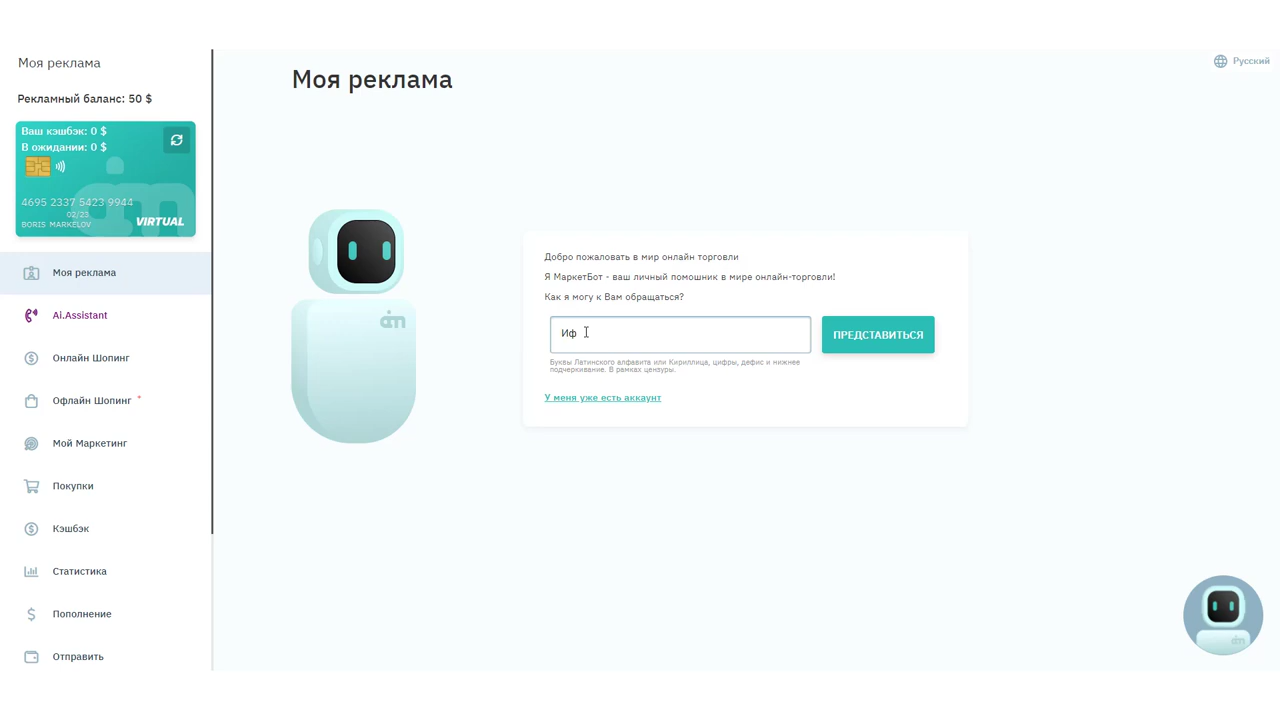 Моя реклама
Рекламный баланс: 50 $
Ваш кэшбэк: 0 $
В ожидании: 0 $
4695 2337 5423 9944
02/23
BORIS MARKELOV
VIRTUAL
Моя реклама
Ai.Assistant
Онлайн Шопинг
Офлайн Шопинг *
Мой Маркетинг
Покупки
Кэшбэк
Статистика
Пополнение
Отправить
Моя реклама
Русский
am
Добро пожаловать в мир онлайн торговли
Я МаркетБот - ваш личный помошник в мире онлайн-торговли!
Как я могу к Вам обращаться?
Иф
ПРЕДСТАВИТЬСЯ
Буквы Латинского алфавита или Кириллица, цифры, дефис и нижнее
подчеркивание. В рамках цензуры.
У меня уже есть аккаунт